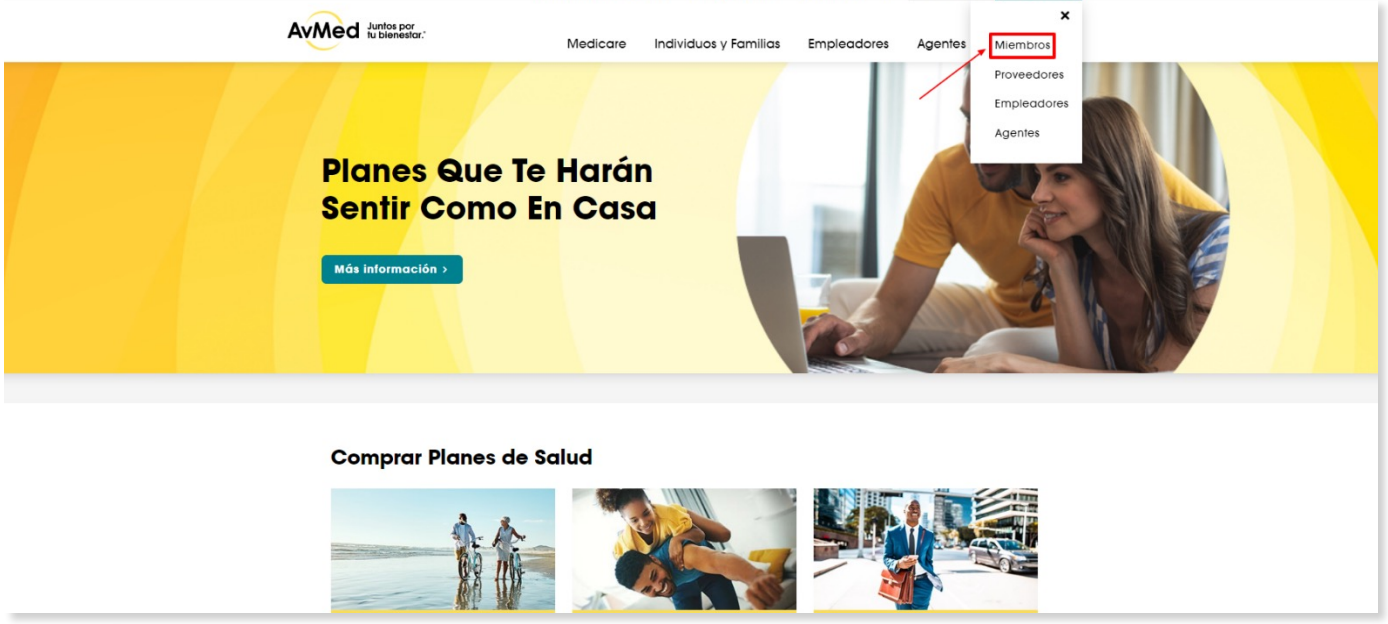 AvMed
Juntos por
tu bienestar.
Medicare Individuos y Familias Empleadores Agentes
×
Miembros
Proveedores
Empleadores
Agentes
Planes Que Te Harán
Sentir Como En Casa
Más información >
Comprar Planes de Salud